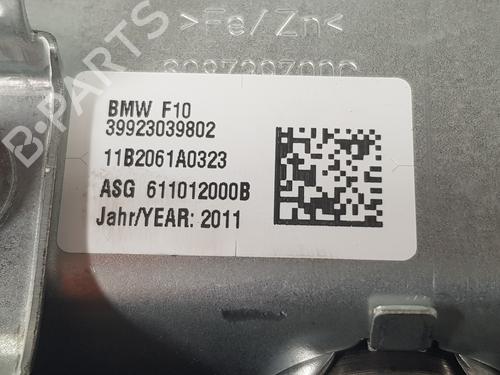 >Fe/Zn<
BMW F10
39923039802
11B2061A0323
ASG 611012000B
Jahr/YEAR: 2011
B-PARTS